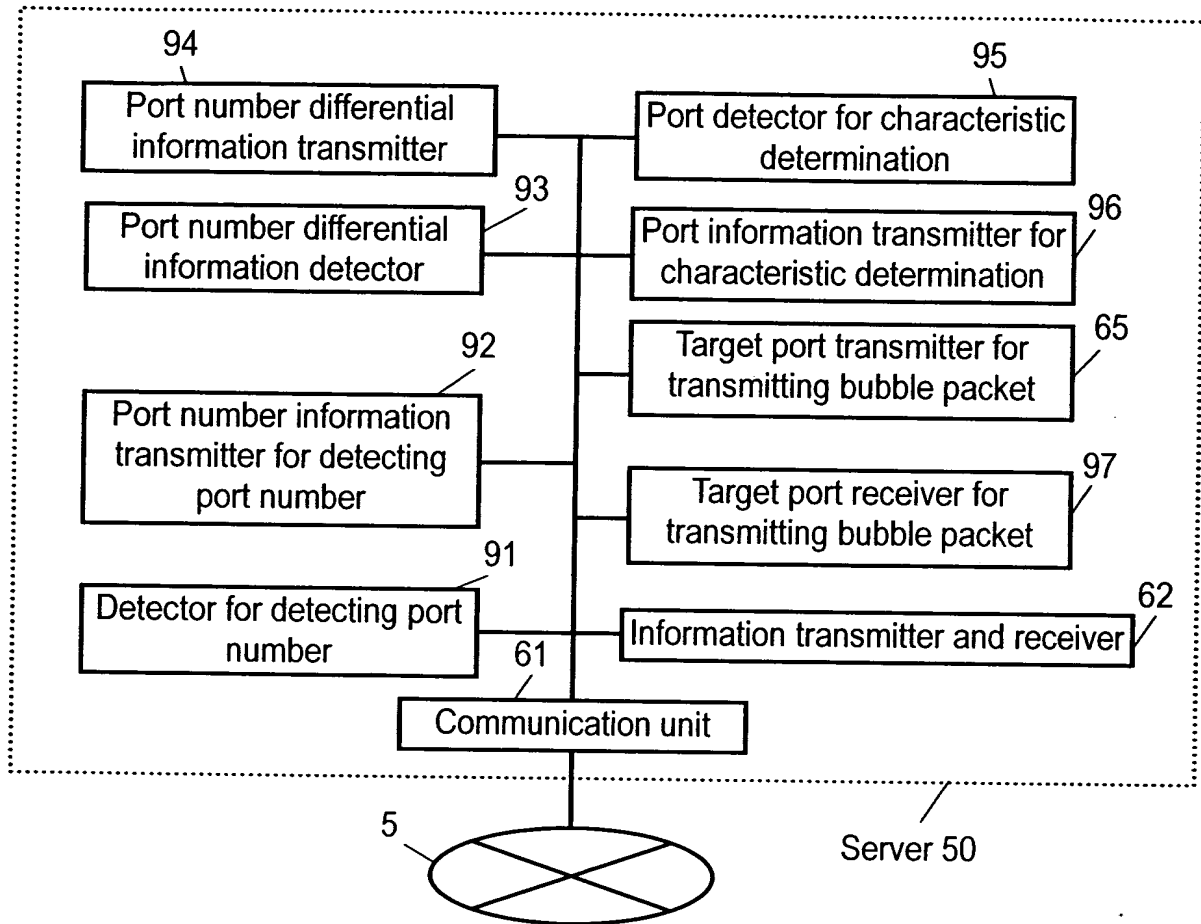 94
Port number differential
information transmitter
95
Port detector for characteristic
determination
93
Port number differential
information detector
96
Port information transmitter for
characteristic determination
92
Port number information
transmitter for detecting
port number
65
Target port transmitter for
transmitting bubble packet
97
Target port receiver for
transmitting bubble packet
91
Detector for detecting port
number
62
Information transmitter and receiver
61
Communication unit
5
Server 50